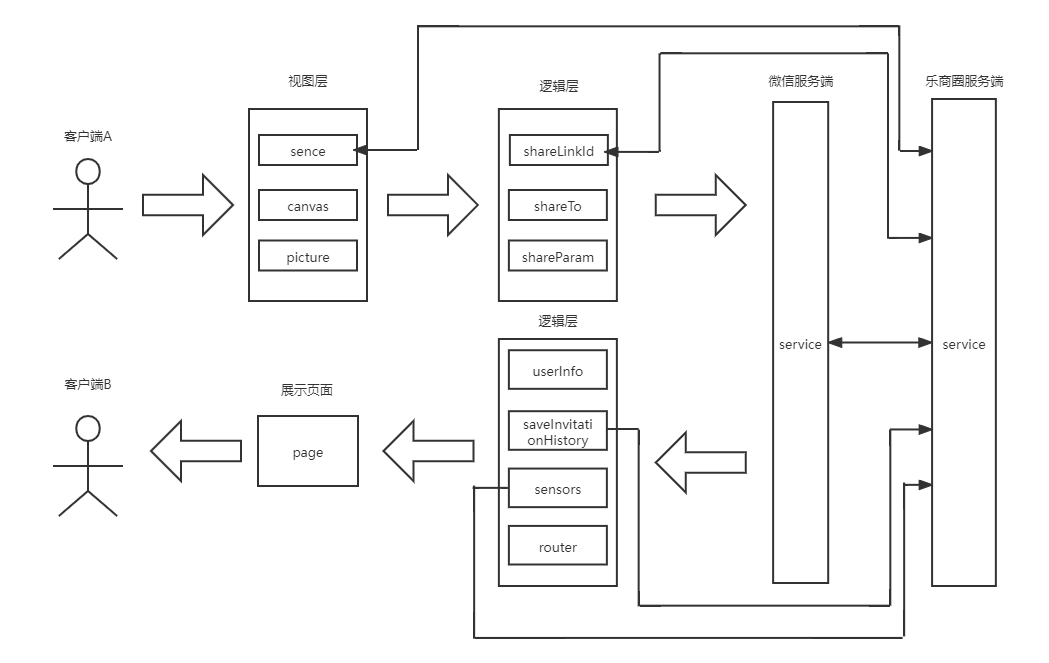 视图层
逻辑层
微信服务端
乐商圈服务端
客户端A
sence
canvas
picture
shareLinkId
shareTo
shareParam
service
service
逻辑层
userInfo
saveInvitati
onHistory
sensors
router
展示页面
page
客户端B